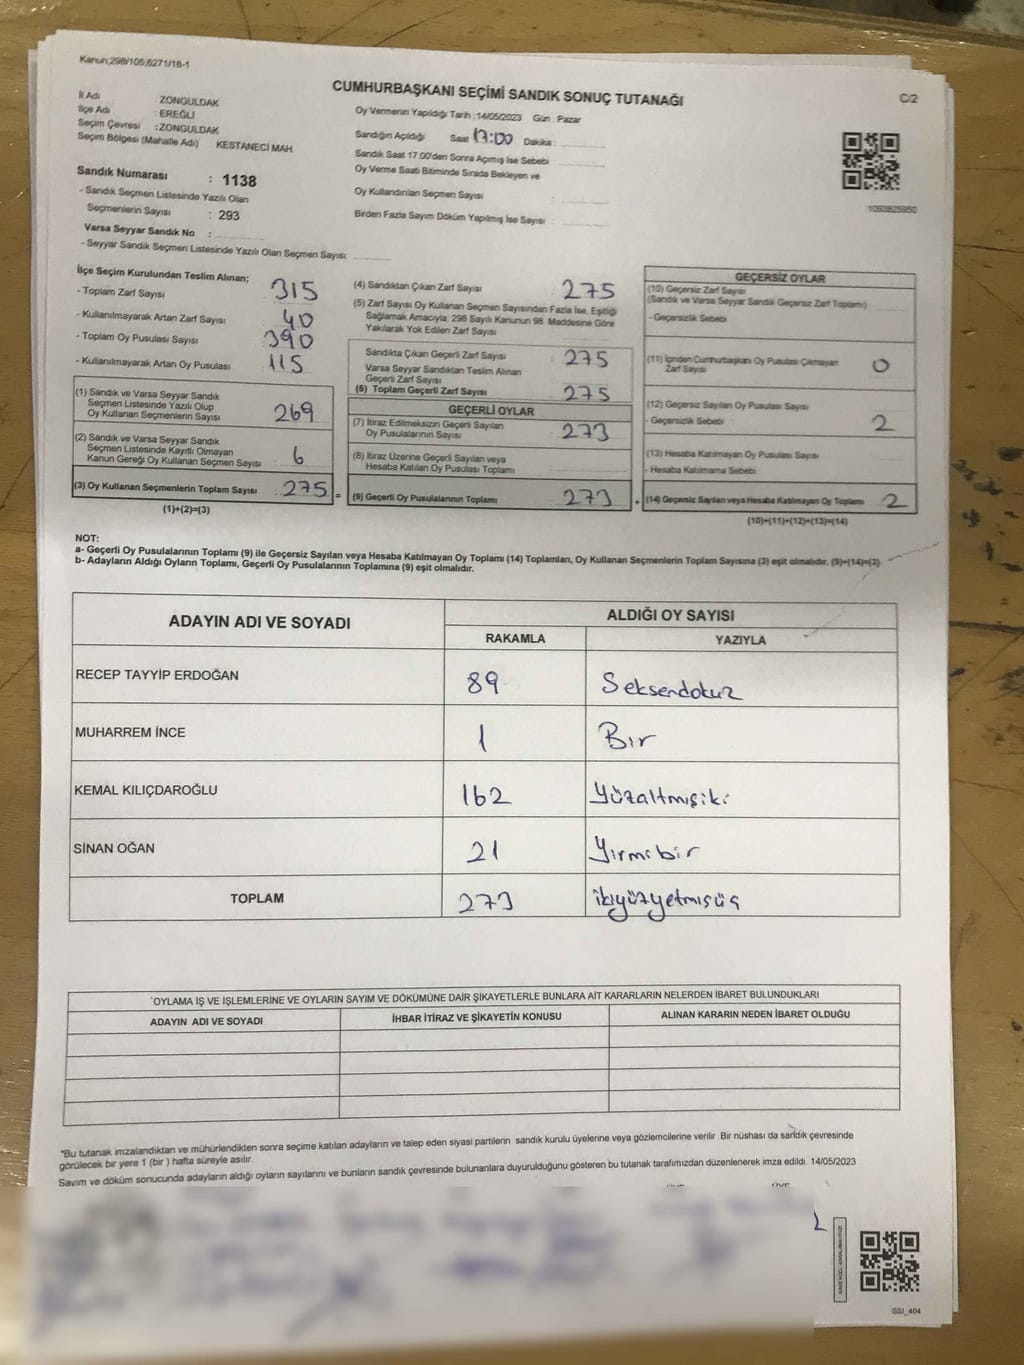 Kanun;298/105,6271/18-1
CUMHURBAŞKANI SEÇİMİ SANDIK SONUÇ TUTANAĞI
C/2
İl Adı : ZONGULDAK
İlçe Adı : EREĞLİ
Seçim Çevresi : ZONGULDAK
Seçim Bölgesi (Mahalle Adı) : KESTANECİ MAH.
Sandık Numarası : 1138
- Sandık Seçmen Listesinde Yazılı Olan
Seçmenlerin Sayısı : 293
Varsa Seyyar Sandık No :
- Seyyar Sandık Seçmen Listesinde Yazılı Olan Seçmen Sayısı:
Oy Vermenin Yapıldığı Tarih : 14/05/2023 Gün : Pazar
Sandığın Açıldığı Saat 17:00 Dakika :
Sandık Saat 17.00'den Sonra Açımış İse Sebebi
Oy Verme Saati Bitiminde Sırada Bekleyen ve
Oy Kullandırılan Seçmen Sayısı
Birden Fazla Sayım Döküm Yapılmış İse Sayısı
1093825950
İlçe Seçim Kurulundan Teslim Alınan;
- Toplam Zarf Sayısı : 315
- Kullanılmayarak Artan Zarf Sayısı : 40
- Toplam Oy Pusulası Sayısı : 390
- Kullanılmayarak Artan Oy Pusulası : 115
(1) Sandık ve Varsa Seyyar Sandık
Seçmen Listesinde Yazılı Olup
Oy Kullanan Seçmenlerin Sayısı : 269
(2) Sandık ve Varsa Seyyar Sandık
Seçmen Listesinde Kayıtlı Olmayan
Kanun Gereği Oy Kullanan Seçmen Sayısı : 6
(3) Oy Kullanan Seçmenlerin Toplam Sayısı : 275 =
(1)+(2)=(3)
(4) Sandıktan Çıkan Zarf Sayısı : 275
(5) Zarf Sayısı Oy Kullanan Seçmen Sayısından Fazla İse, Eşitliği
Sağlamak Amacıyla, 298 Sayılı Kanunun 98. Maddesine Göre
Yakılarak Yok Edilen Zarf Sayısı
Sandıkta Çıkan Geçerli Zarf Sayısı : 275
Varsa Seyyar Sandıktan Teslim Alınan
Geçerli Zarf Sayısı
(6) Toplam Geçerli Zarf Sayısı : 275
GEÇERLİ OYLAR
(7) İtiraz Edilmeksizin Geçerli Sayılan
Oy Pusulalarının Sayısı : 273
(8) İtiraz Üzerine Geçerli Sayılan veya
Hesaba Katılan Oy Pusulası Toplamı
(9) Geçerli Oy Pusulalarının Toplamı : 273 +
GEÇERSİZ OYLAR
(10) Geçersiz Zarf Sayısı
(Sandık ve Varsa Seyyar Sandık Geçersiz Zarf Toplamı)
- Geçersizlik Sebebi
(11) İçinden Cumhurbaşkanı Oy Pusulası Çıkmayan
Zarf Sayısı 0
(12) Geçersiz Sayılan Oy Pusulası Sayısı
- Geçersizlik Sebebi 2
(13) Hesaba Katılmayan Oy Pusulası Sayısı
- Hesaba Katılmama Sebebi
(14) Geçersiz Sayılan veya Hesaba Katılmayan Oy Toplamı 2
(10)+(11)+(12)+(13)=(14)
NOT:
a- Geçerli Oy Pusulalarının Toplamı (9) ile Geçersiz Sayılan veya Hesaba Katılmayan Oy Toplamı (14) Toplamları, Oy Kullanan Seçmenlerin Toplam Sayısına (3) eşit olmalıdır. (9)+(14)=(3)
b- Adayların Aldığı Oyların Toplamı, Geçerli Oy Pusulalarının Toplamına (9) eşit olmalıdır.
ADAYIN ADI VE SOYADI
ALDIĞI OY SAYISI
RAKAMLA YAZIYLA
RECEP TAYYİP ERDOĞAN 89 Seksendokuz
MUHARREM İNCE 1 Bir
KEMAL KILIÇDAROĞLU 162 Yüzaltmışiki
SİNAN OĞAN 21 Yirmibir
TOPLAM 273 ikiyüzyetmişüç
*OYLAMA İŞ VE İŞLEMLERİNE VE OYLARIN SAYIM VE DÖKÜMÜNE DAİR ŞİKAYETLERLE BUNLARA AİT KARARLARIN NELERDEN İBARET BULUNDUKLARI
ADAYIN ADI VE SOYADI İHBAR İTİRAZ VE ŞİKAYETİN KONUSU ALINAN KARARIN NEDEN İBARET OLDUĞU
*Bu tutanak imzalandıktan ve mühürlendikten sonra seçime katılan adayların ve talep eden siyasi partilerin sandık kurulu üyelerine veya gözlemcilerine verilir .Bir nüshası da sandık çevresinde
görülecek bir yere 1 (bir ) hafta süreyle asılır.
Sayım ve döküm sonucunda adayların aldığı oyların sayılarını ve bunların sandık çevresinde bulunanlara duyurulduğunu gösteren bu tutanak tarafımızdan düzenlenerek imza edildi. 14/05/2023
SSI_404